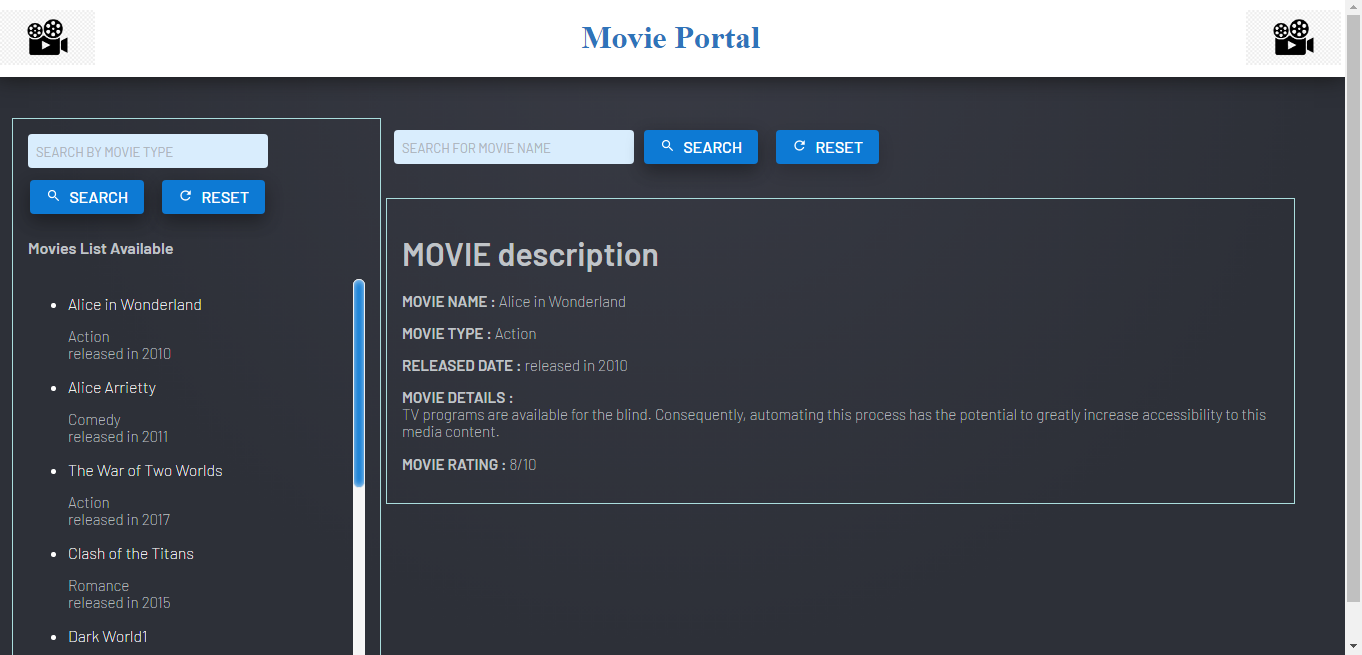 Movie Portal
SEARCH BY MOVIE TYPE
SEARCH
RESET
Movies List Available
Alice in Wonderland
Action
released in 2010
Alice Arrietty
Comedy
released in 2011
The War of Two Worlds
Action
released in 2017
Clash of the Titans
Romance
released in 2015
Dark World1
SEARCH FOR MOVIE NAME
SEARCH
RESET
MOVIE description
MOVIE NAME : Alice in Wonderland
MOVIE TYPE : Action
RELEASED DATE : released in 2010
MOVIE DETAILS :
TV programs are available for the blind. Consequently, automating this process has the potential to greatly increase accessibility to this
media content.
MOVIE RATING : 8/10